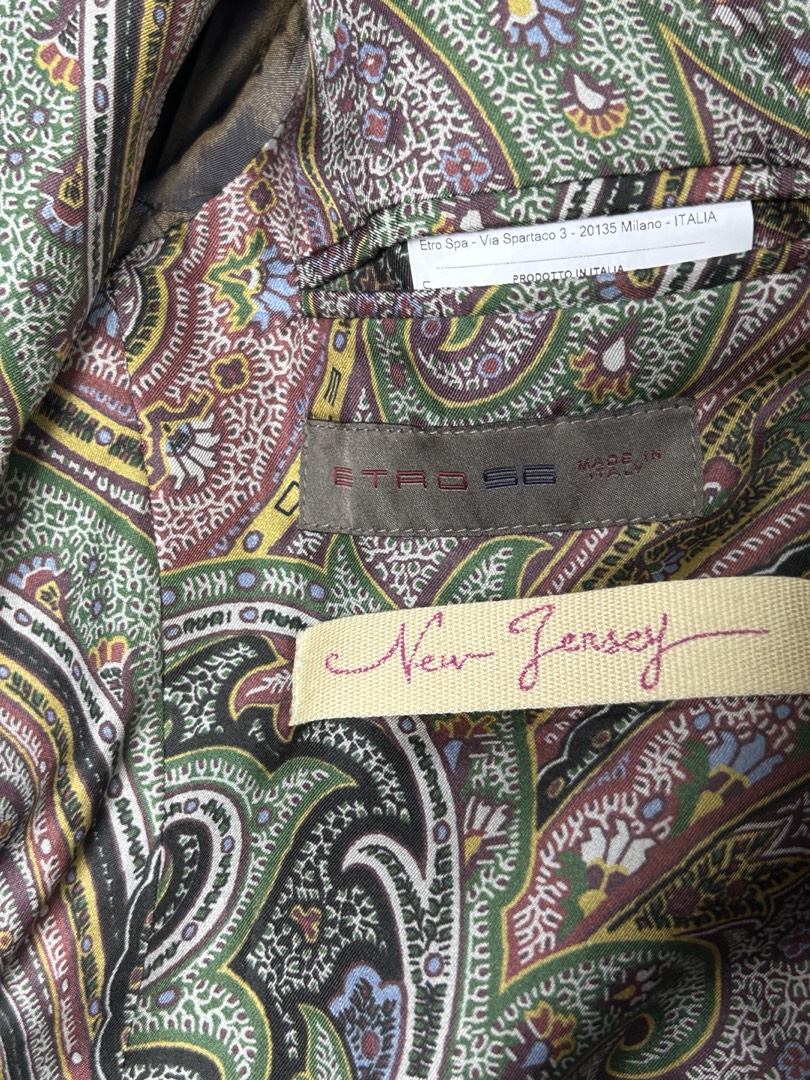 Etro Spa - Via Spartaco 3 - 20135 Milano - ITALIA
PRODOTTO IN ITALIA
ETRO 56 MADE IN
ITALY
New Jersey